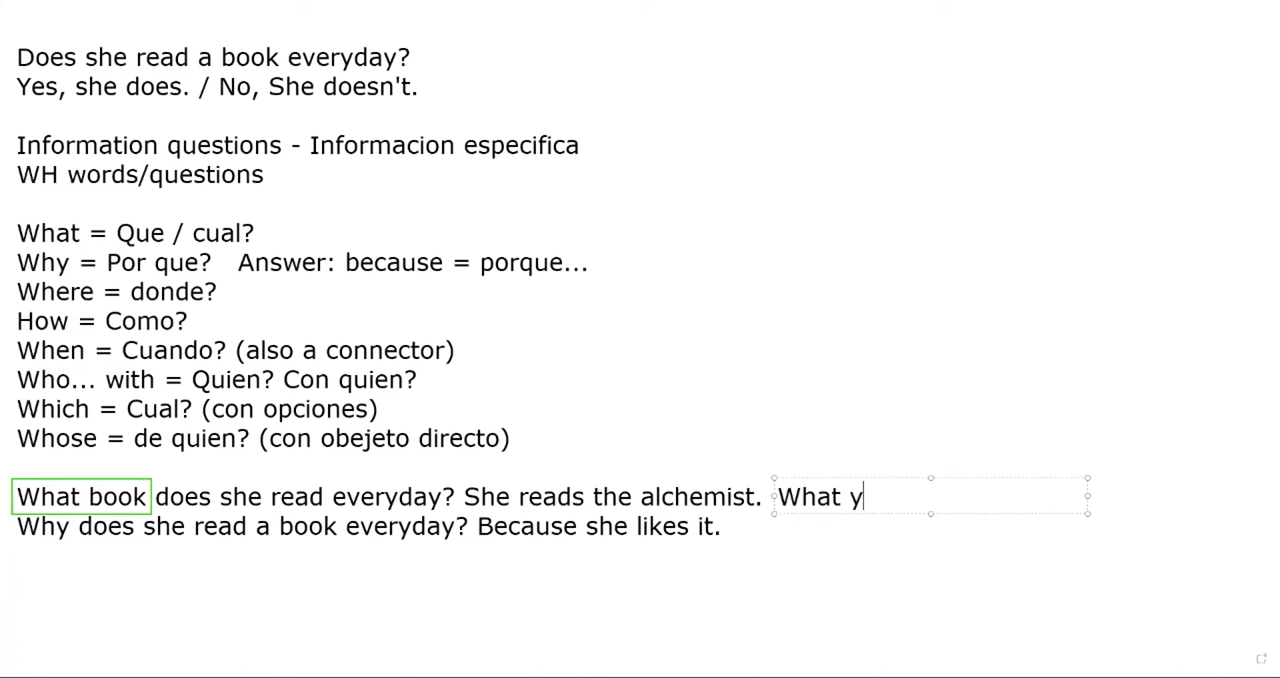 Does she read a book everyday?
Yes, she does. / No, She doesn't.
Information questions - Informacion especifica
WH words/questions
What = Que / cual?
Why = Por que?   Answer: because = porque...
Where = donde?
How = Como?
When = Cuando? (also a connector)
Who... with = Quien? Con quien?
Which = Cual? (con opciones)
Whose = de quien? (con obejeto directo)
What book does she read everyday? She reads the alchemist. What y
Why does she read a book everyday? Because she likes it.